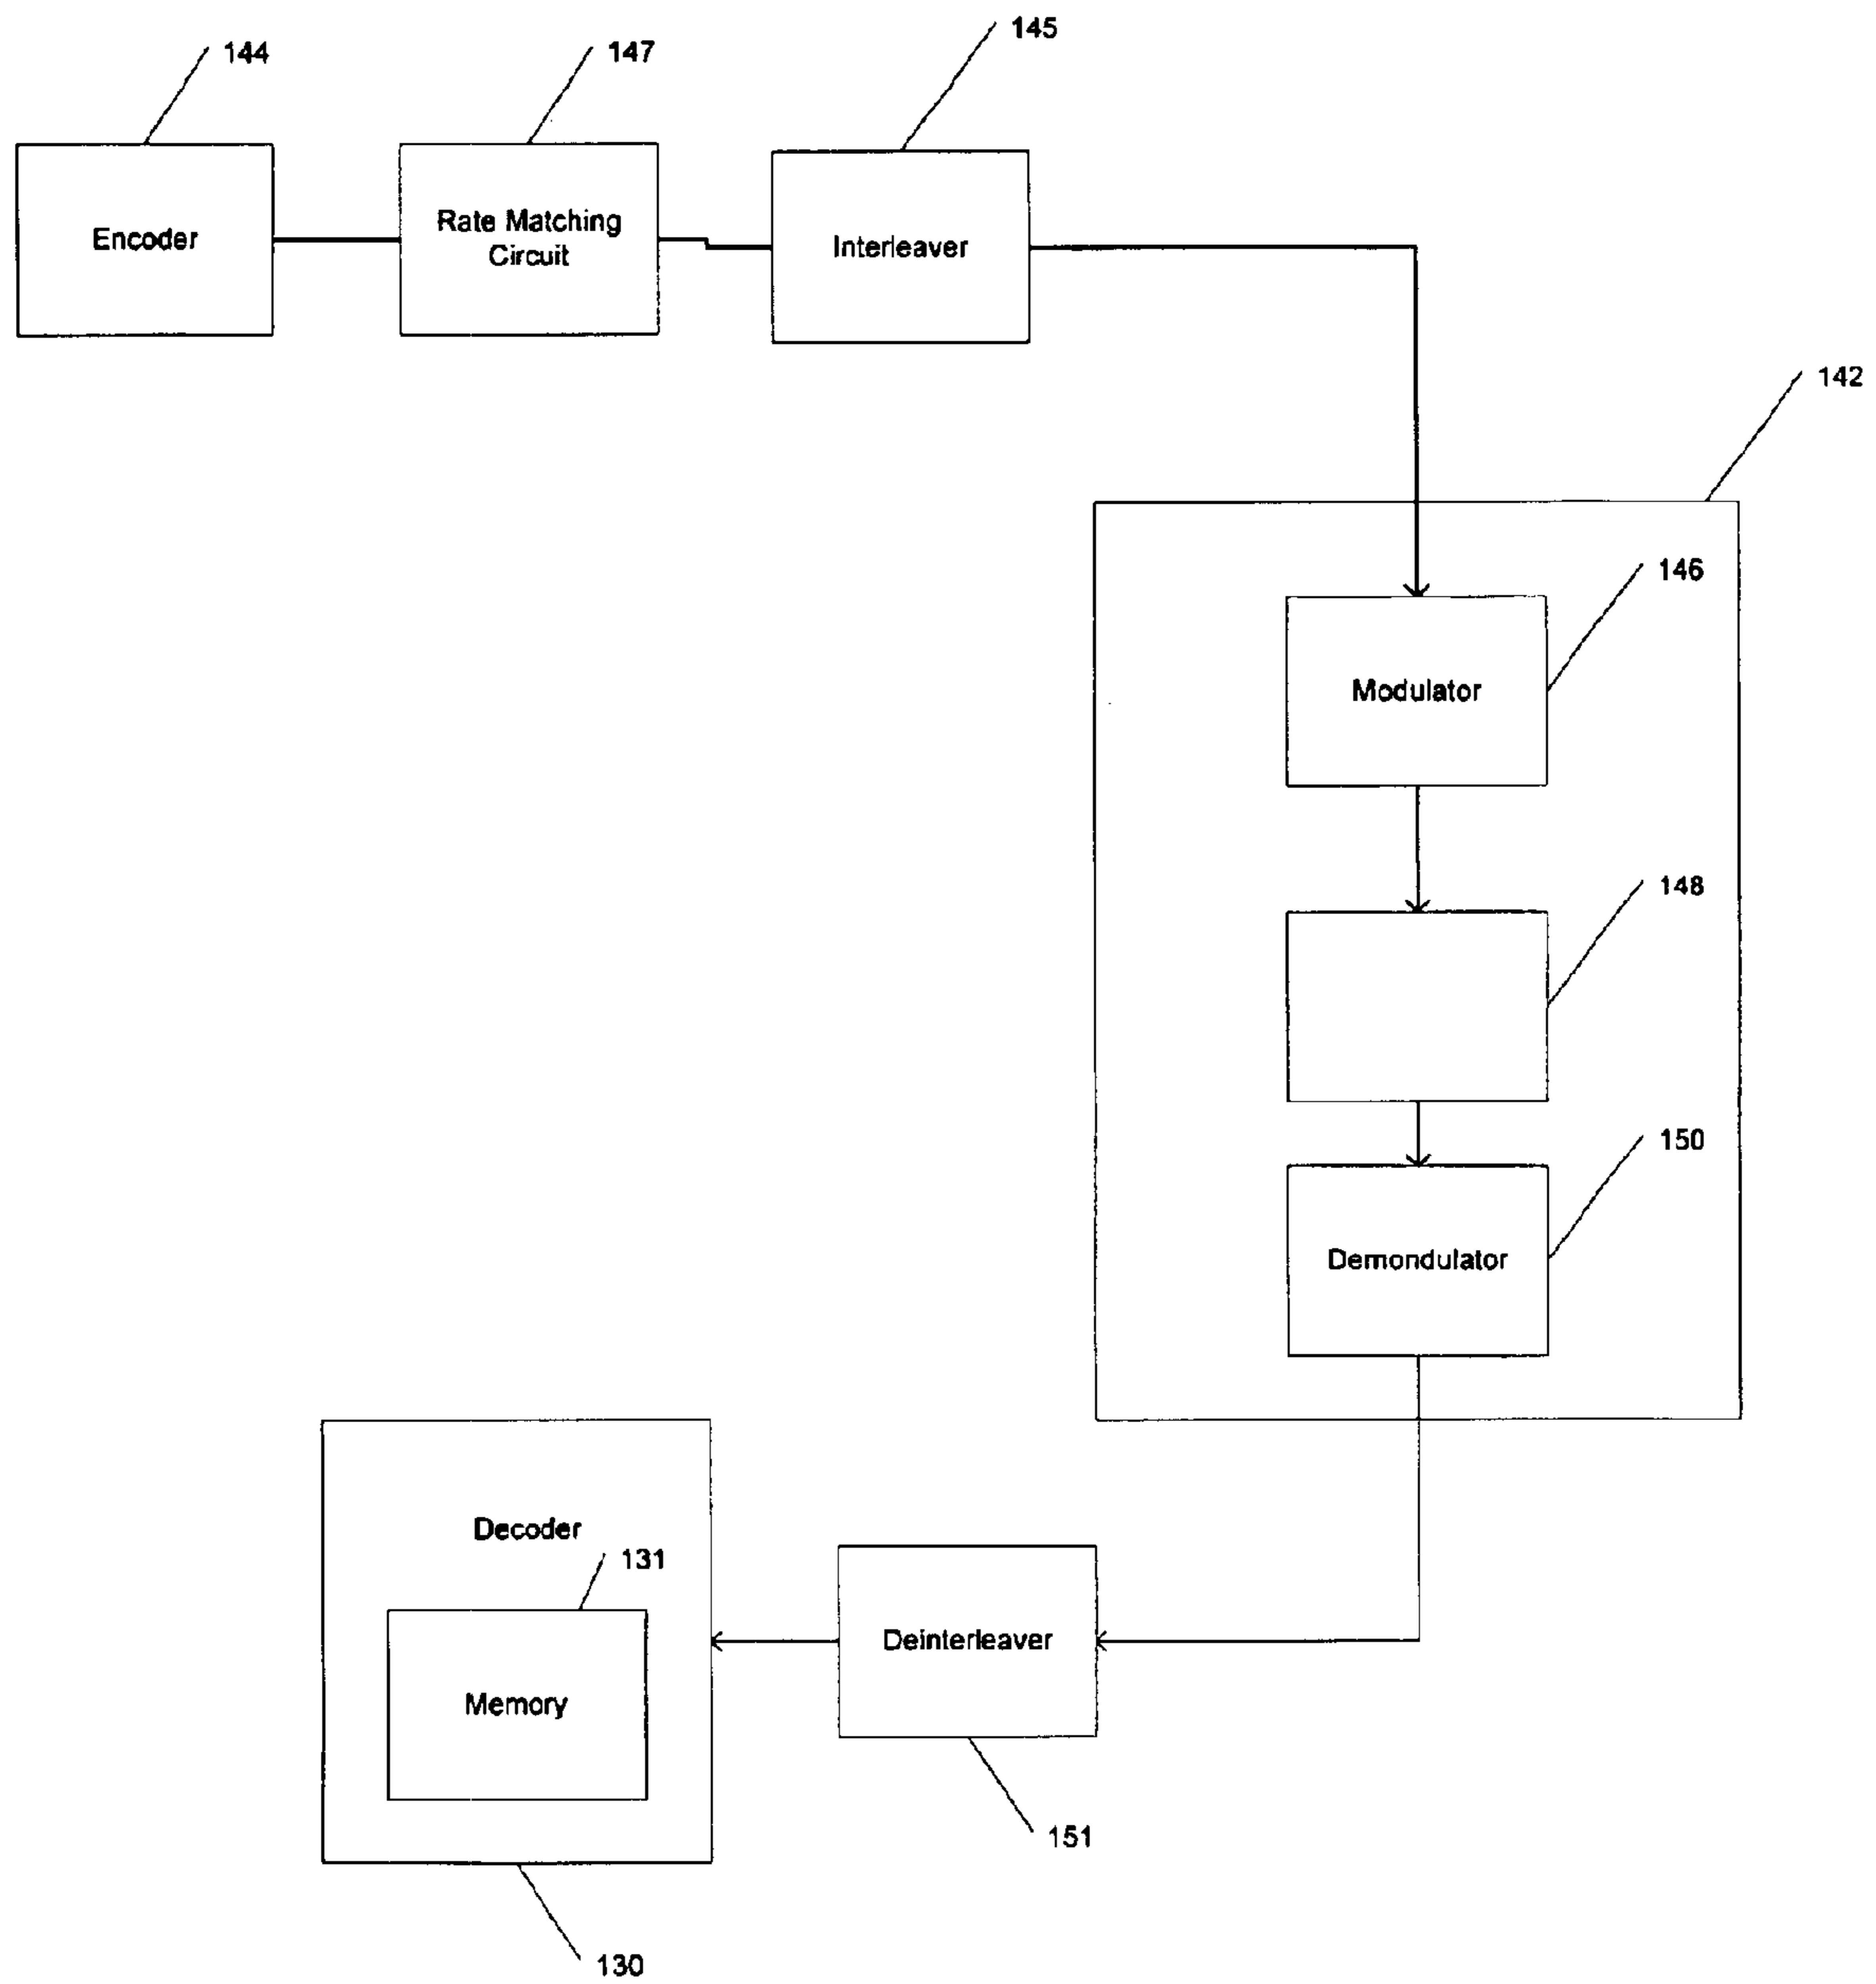 144
147
145
Encoder
Rate Matching
Circuit
Interleaver
142
146
Modulator
148
150
Demondulator
Decoder
131
Memory
Deinterleaver
151
130